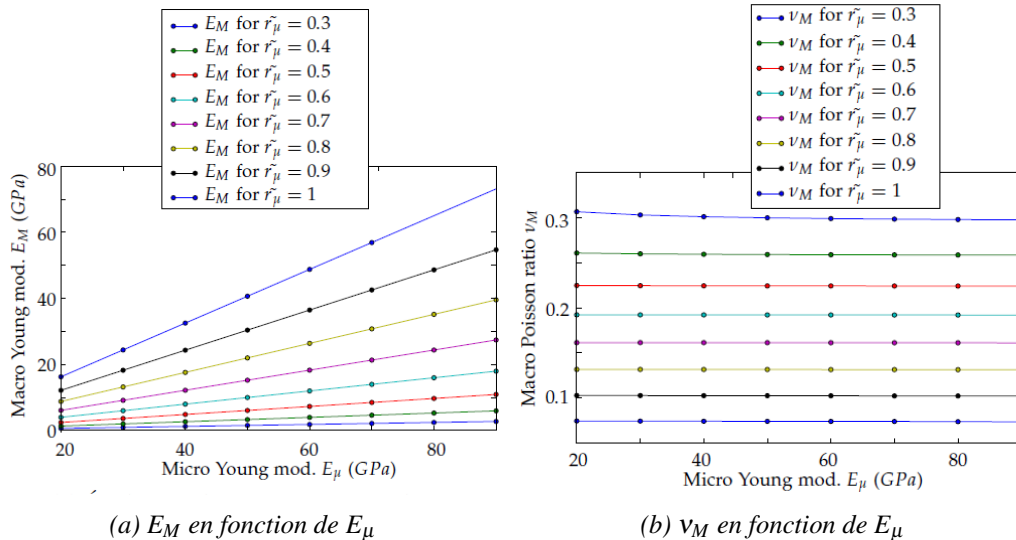 E_M for r̃_μ = 0.3
E_M for r̃_μ = 0.4
E_M for r̃_μ = 0.5
E_M for r̃_μ = 0.6
E_M for r̃_μ = 0.7
E_M for r̃_μ = 0.8
E_M for r̃_μ = 0.9
E_M for r̃_μ = 1
Macro Young mod. E_M (GPa)
80
60
40
20
0
20 40 60 80
Micro Young mod. E_μ (GPa)
(a) E_M en fonction de E_μ
ν_M for r̃_μ = 0.3
ν_M for r̃_μ = 0.4
ν_M for r̃_μ = 0.5
ν_M for r̃_μ = 0.6
ν_M for r̃_μ = 0.7
ν_M for r̃_μ = 0.8
ν_M for r̃_μ = 0.9
ν_M for r̃_μ = 1
Macro Poisson ratio ν_M
0.3
0.2
0.1
20 40 60 80
Micro Young mod. E_μ (GPa)
(b) ν_M en fonction de E_μ